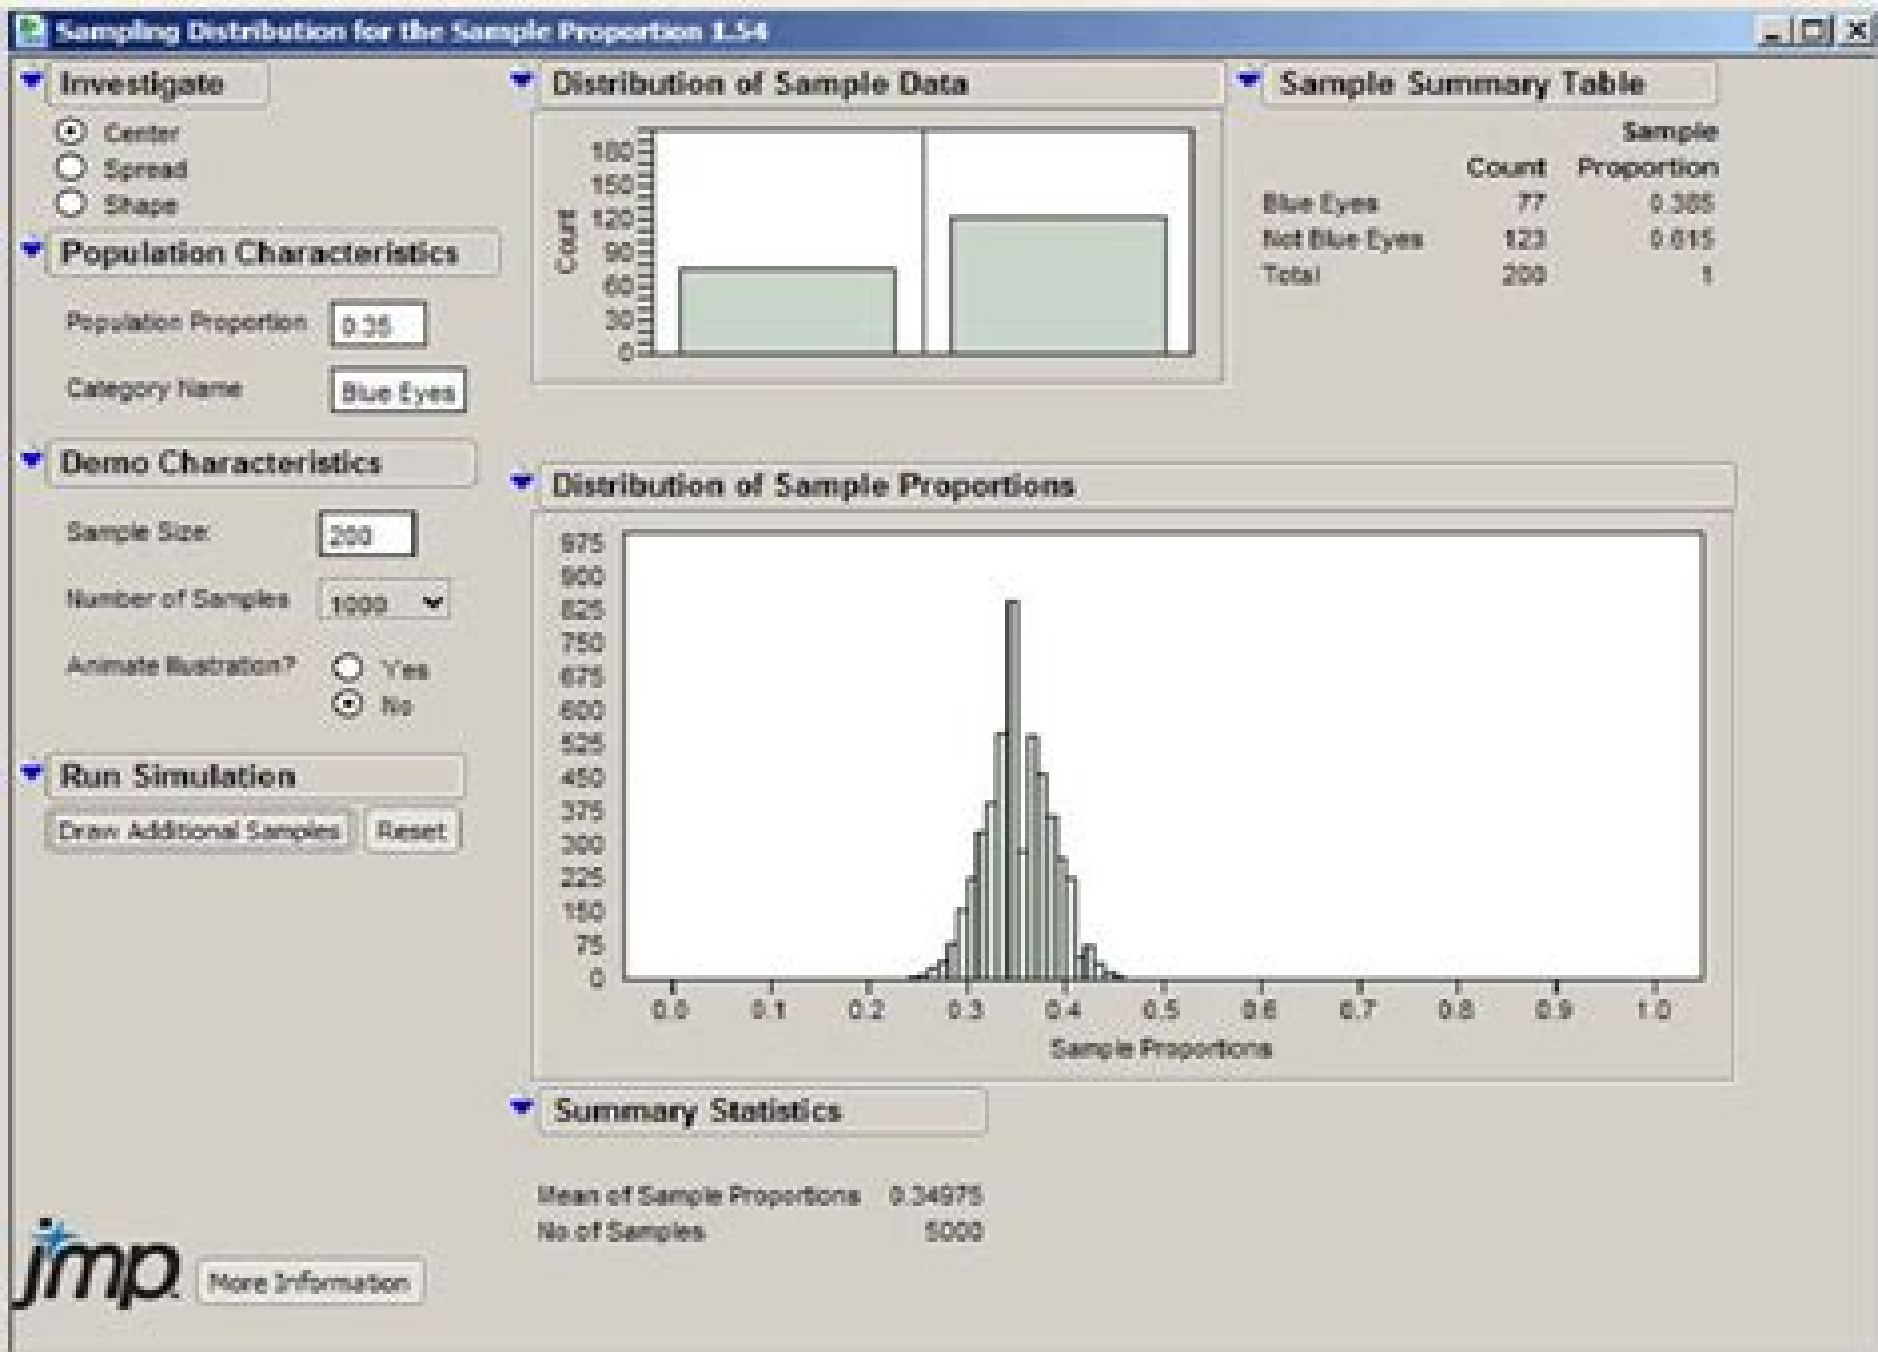 Sampling Distribution for the Sample Proportion 1.54
Investigate
Center
Spread
Shape
Population Characteristics
Population Proportion 0.35
Category Name Blue Eyes
Demo Characteristics
Sample Size: 200
Number of Samples 1000
Animate Illustration? Yes
No
Run Simulation
Draw Additional Samples Reset
jmp
More Information
Distribution of Sample Data
Count
180
150
120
90
60
30
0
Sample Summary Table
Sample
Count Proportion
Blue Eyes 77 0.385
Not Blue Eyes 123 0.615
Total 200 1
Distribution of Sample Proportions
975
900
825
750
675
600
525
450
375
300
225
150
75
0
0.0 0.1 0.2 0.3 0.4 0.5 0.6 0.7 0.8 0.9 1.0
Sample Proportions
Summary Statistics
Mean of Sample Proportions 0.34975
No.of Samples 5000